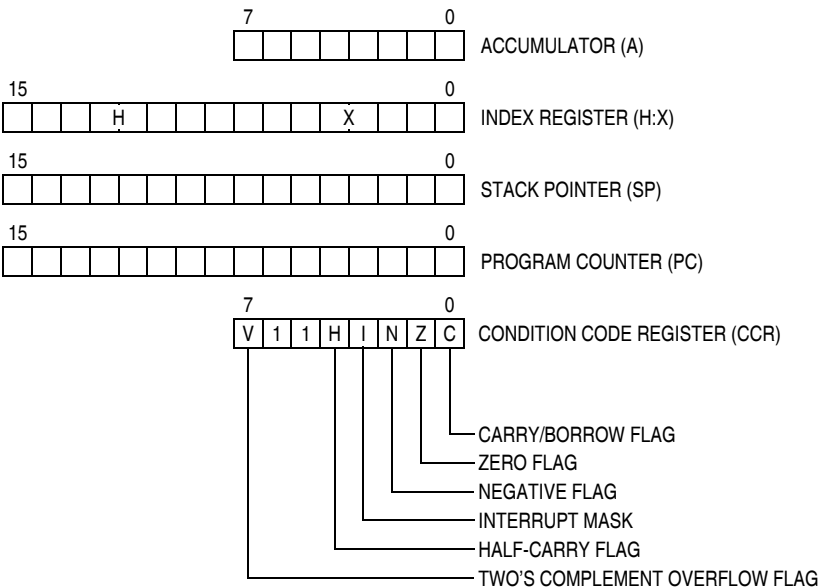 7 0
ACCUMULATOR (A)
15 0
H X INDEX REGISTER (H:X)
15 0
STACK POINTER (SP)
15 0
PROGRAM COUNTER (PC)
7 0
V 1 1 H I N Z C CONDITION CODE REGISTER (CCR)
CARRY/BORROW FLAG
ZERO FLAG
NEGATIVE FLAG
INTERRUPT MASK
HALF-CARRY FLAG
TWO'S COMPLEMENT OVERFLOW FLAG